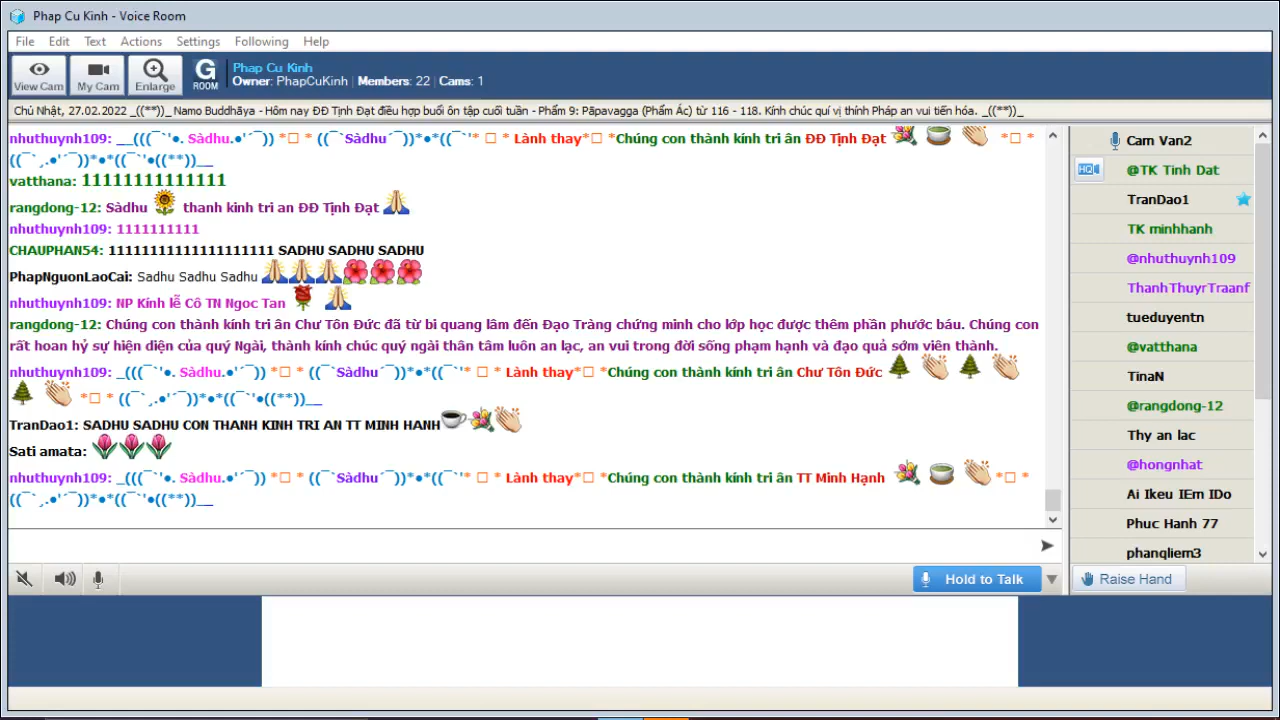 Phap Cu Kinh - Voice Room
File Edit Text Actions Settings Following Help
View Cam My Cam Enlarge G ROOM
Phap Cu Kinh
Owner: PhapCuKinh | Members: 22 | Cams: 1
Chủ Nhật, 27.02.2022 _((**))_ Namo Buddhāya - Hôm nay ĐĐ Tịnh Đạt điều hợp buổi ôn tập cuối tuần - Phẩm 9: Pāpavagga (Phẩm Ác) từ 116 - 118. Kính chúc quí vị thính Pháp an vui tiến hóa. _((**))_
nhuthuynh109: __(((¯`'•. Sàdhu.•'´¯)) *□ * ((¯`Sàdhu´¯))*•*((¯`'* □ * Lành thay*□ *Chúng con thành kính tri ân ĐĐ Tịnh Đạt *□ *
((¯`¸.•'´¯))*•*((¯`'•((**))__
vatthana: 11111111111111
rangdong-12: Sàdhu thanh kinh tri an ĐĐ Tịnh Đạt
nhuthuynh109: 1111111111
CHAUPHAN54: 11111111111111111111 SADHU SADHU SADHU
PhapNguonLaoCai: Sadhu Sadhu Sadhu
nhuthuynh109: NP Kính lễ Cô TN Ngoc Tan
rangdong-12: Chúng con thành kính tri ân Chư Tôn Đức đã từ bi quang lâm đến Đạo Tràng chứng minh cho lớp học được thêm phần phước báu. Chúng con
rất hoan hỷ sự hiện diện của quý Ngài, thành kính chúc quý ngài thân tâm luôn an lạc, an vui trong đời sống phạm hạnh và đạo quả sớm viên thành.
nhuthuynh109: _(((¯`'•. Sàdhu.•'´¯)) *□ * ((¯`Sàdhu´¯))*•*((¯`'* □ * Lành thay*□ *Chúng con thành kính tri ân Chư Tôn Đức
*□ * ((¯`¸.•'´¯))*•*((¯`'•((**))__
TranDao1: SADHU SADHU CON THANH KINH TRI AN TT MINH HANH
Sati amata:
nhuthuynh109: _(((¯`'•. Sàdhu.•'´¯)) *□ * ((¯`Sàdhu´¯))*•*((¯`'* □ * Lành thay*□ *Chúng con thành kính tri ân TT Minh Hạnh *□ *
((¯`¸.•'´¯))*•*((¯`'•((**))__
Hold to Talk
Cam Van2
HQ @TK Tinh Dat
TranDao1
TK minhhanh
@nhuthuynh109
ThanhThuyrTraanf
tueduyentn
@vatthana
TinaN
@rangdong-12
Thy an lac
@hongnhat
Ai Ikeu IEm IDo
Phuc Hanh 77
phanqliem3
Raise Hand